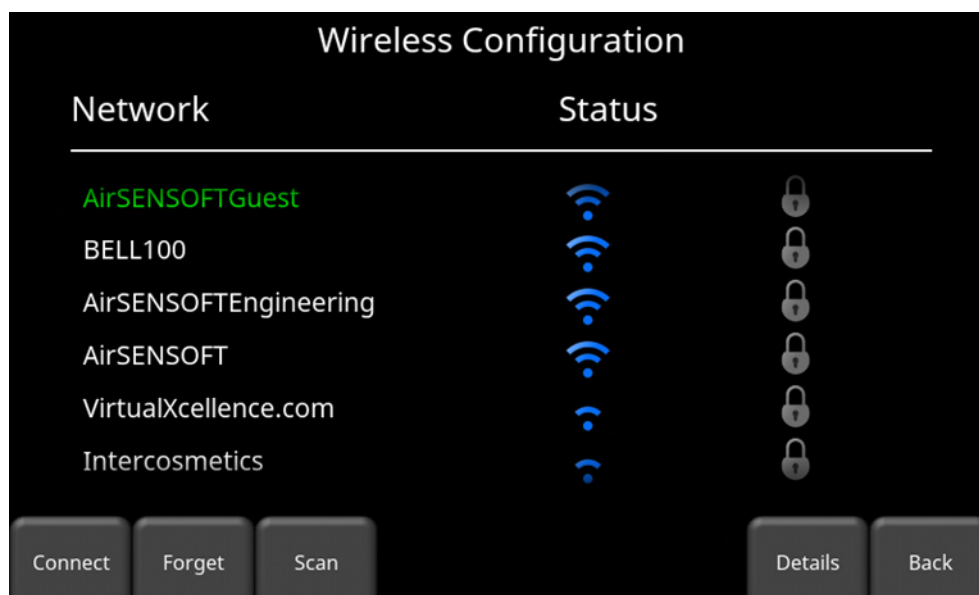 Wireless Configuration
Network Status
AirSENSOFTGuest
BELL100
AirSENSOFTEngineering
AirSENSOFT
VirtualXcellence.com
Intercosmetics
Connect Forget Scan Details Back